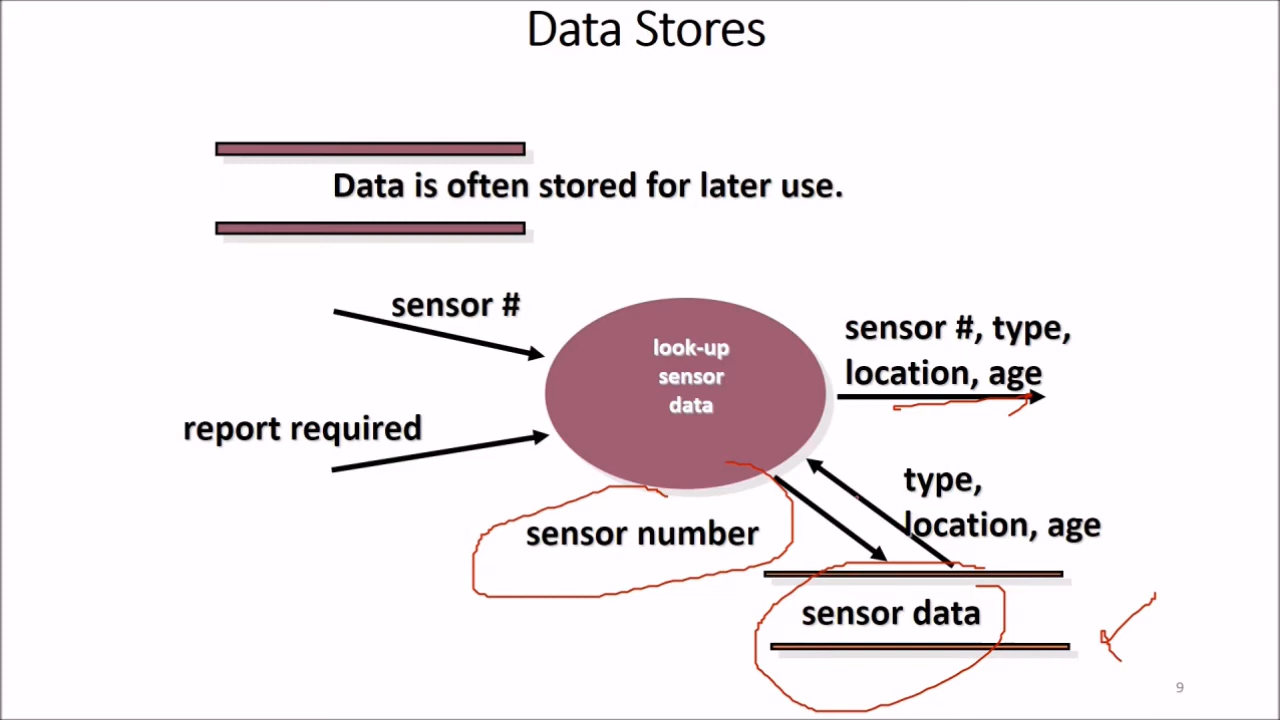 Data Stores
Data is often stored for later use.
sensor #
report required
look-up
sensor
data
sensor #, type,
location, age
type,
location, age
sensor number
sensor data
9